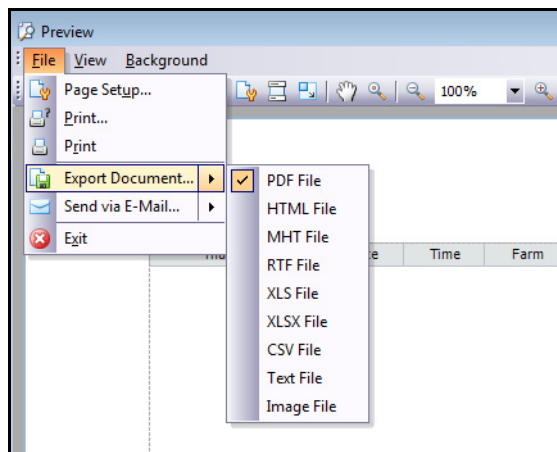 Preview
File View Background
Page Setup...
100%
Print...
Print
Export Document...
Send via E-Mail...
Exit
PDF File
HTML File
MHT File
RTF File
XLS File
XLSX File
CSV File
Text File
Image File
Time Farm